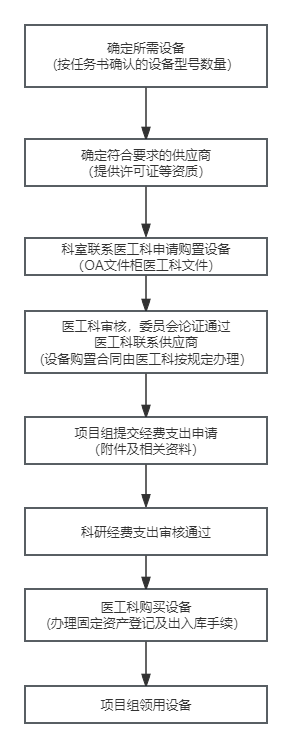 确定所需设备
（按任务书确认的设备型号数量）
确定符合要求的供应商
（提供许可证等资质）
科室联系医工科申请购置设备
（OA文件柜医工科文件）
医工科审核，委员会论证通过
医工科联系供应商
（设备购置合同由医工科按规定办理）
项目组提交经费支出申请
（附件及相关资料）
科研经费支出审核通过
医工科购买设备
（办理固定资产登记及出入库手续）
项目组领用设备